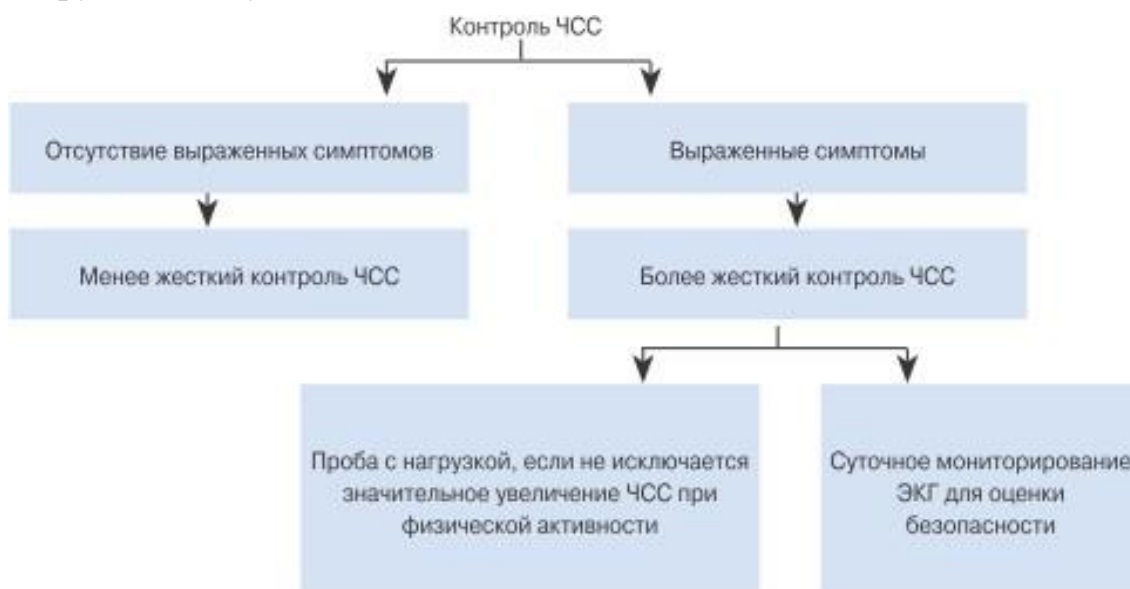 Контроль ЧСС
Отсутствие выраженных симптомов
Выраженные симптомы
Менее жесткий контроль ЧСС
Более жесткий контроль ЧСС
Проба с нагрузкой, если не исключается
значительное увеличение ЧСС при
физической активности
Суточное мониторирование
ЭКГ для оценки
безопасности